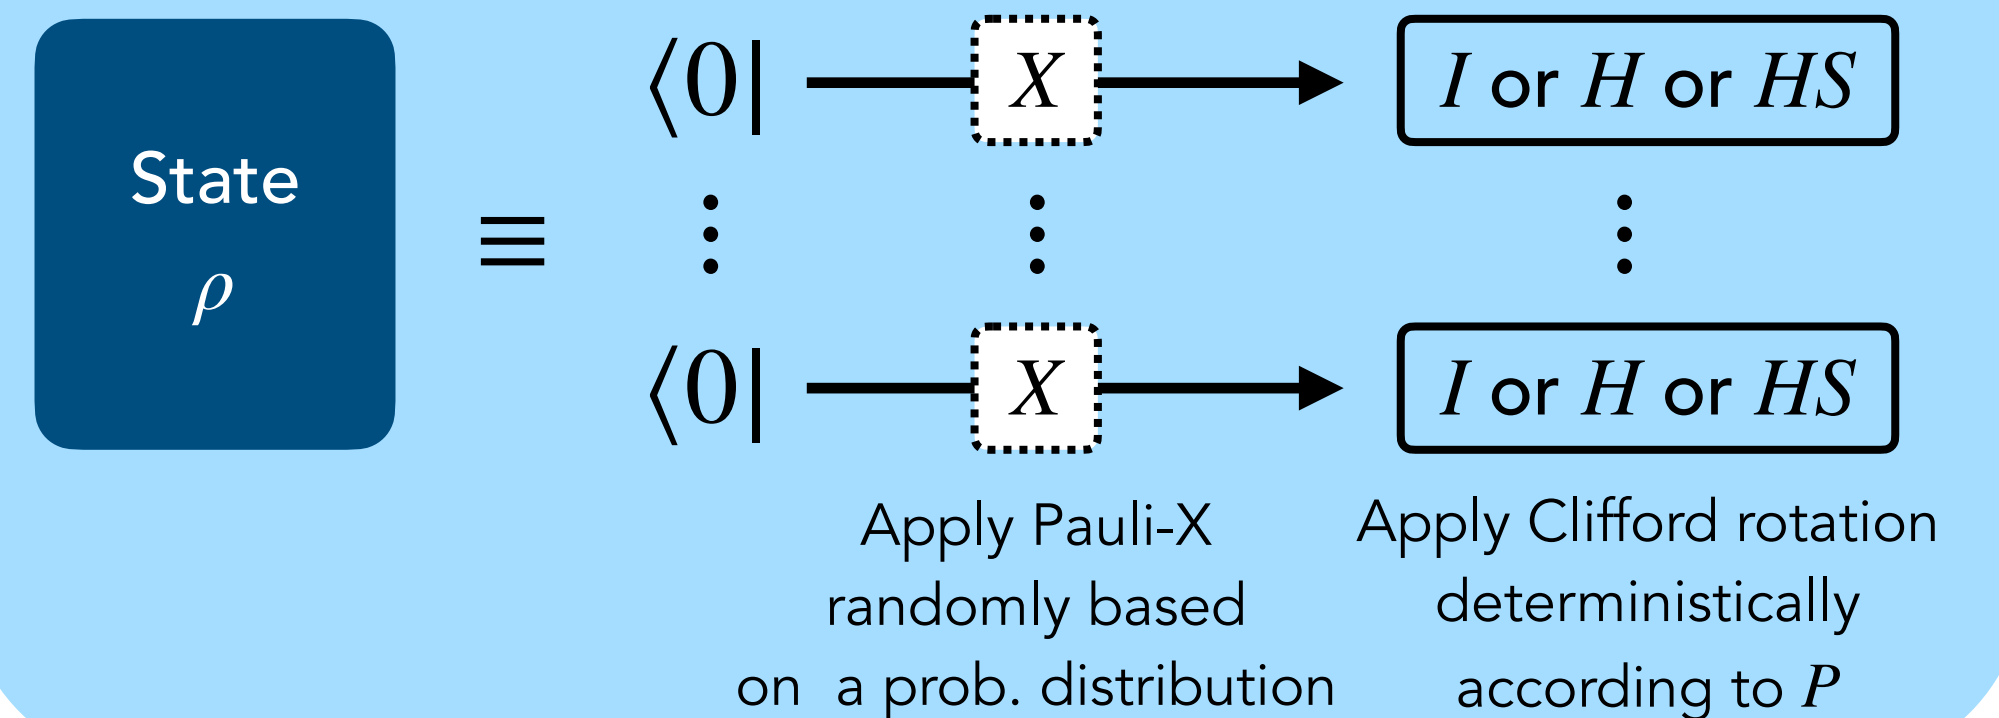 State
ρ
≡
⟨0| X I or H or HS
⋮ ⋮ ⋮
⟨0| X I or H or HS
Apply Pauli-X
randomly based
on a prob. distribution
Apply Clifford rotation
deterministically
according to P